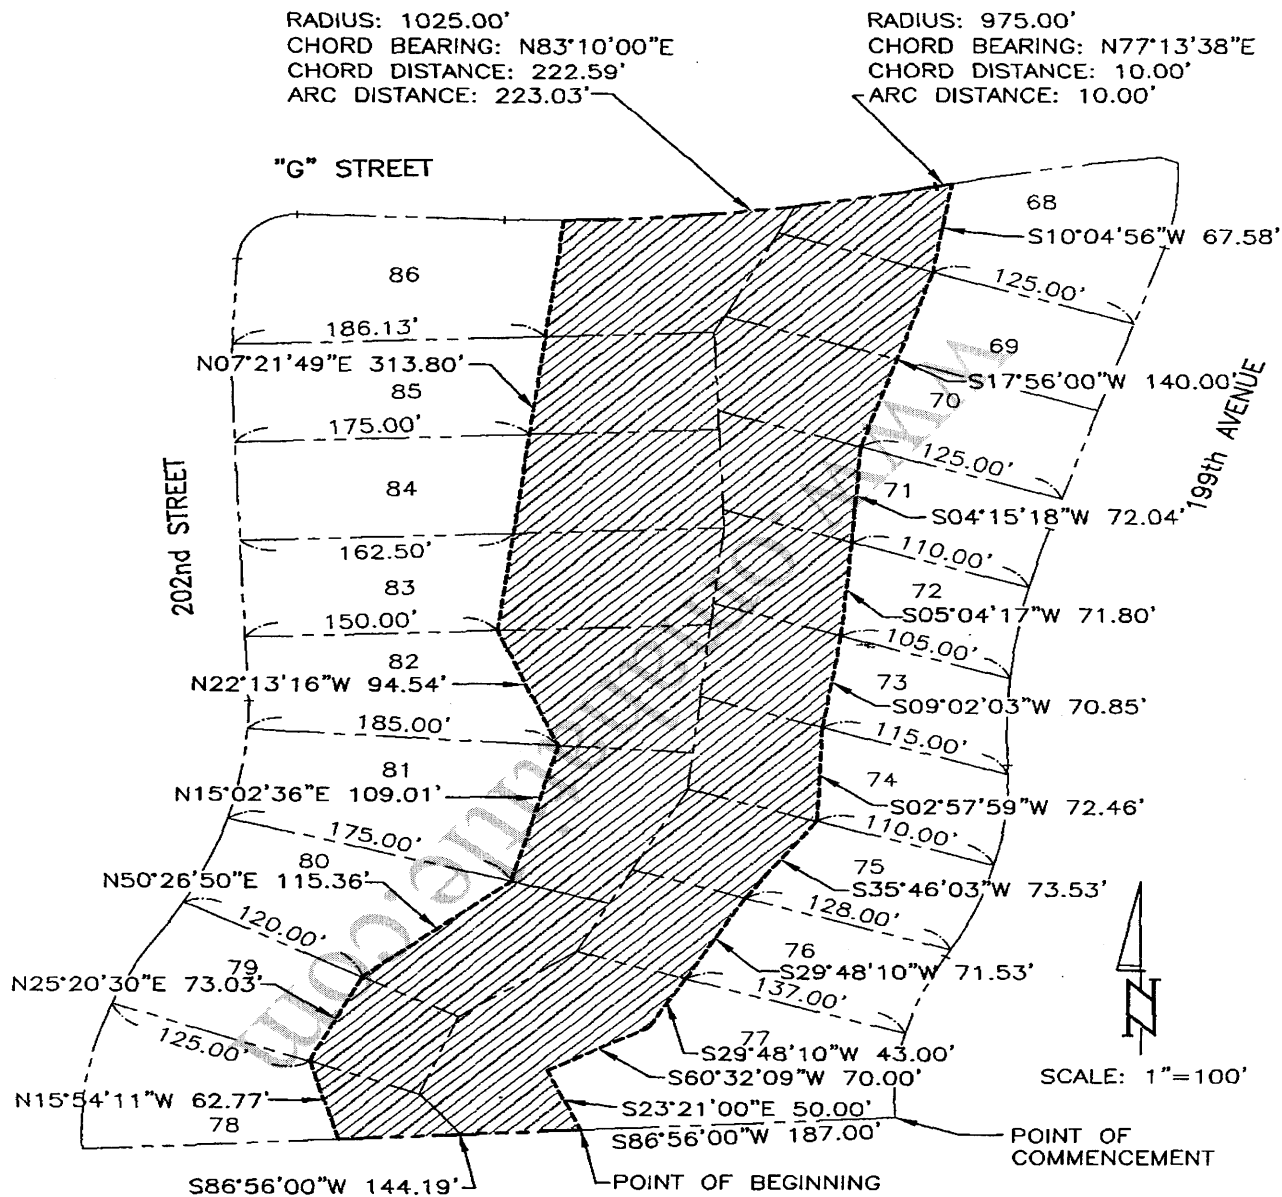 RADIUS: 1025.00'
CHORD BEARING: N83°10'00"E
CHORD DISTANCE: 222.59'
ARC DISTANCE: 223.03'
RADIUS: 975.00'
CHORD BEARING: N77°13'38"E
CHORD DISTANCE: 10.00'
ARC DISTANCE: 10.00'
"G" STREET
68
S10°04'56"W 67.58'
86
125.00'
186.13'
69
N07°21'49"E 313.80'
S17°56'00"W 140.00'
85
70
175.00'
199th AVENUE
125.00'
84
71
S04°15'18"W 72.04'
162.50'
110.00'
202nd STREET
83
72
150.00'
S05°04'17"W 71.80'
105.00'
82
N22°13'16"W 94.54'
73
S09°02'03"W 70.85'
185.00'
115.00'
81
74
N15°02'36"E 109.01'
S02°57'59"W 72.46'
175.00'
110.00'
80
75
N50°26'50"E 115.36'
S35°46'03"W 73.53'
120.00'
128.00'
79
76
N25°20'30"E 73.03'
S29°48'10"W 71.53'
137.00'
125.00'
77
S29°48'10"W 43.00'
S60°32'09"W 70.00'
SCALE: 1"=100'
N15°54'11"W 62.77'
S23°21'00"E 50.00'
78
S86°56'00"W 187.00'
POINT OF
COMMENCEMENT
S86°56'00"W 144.19'
POINT OF BEGINNING
N